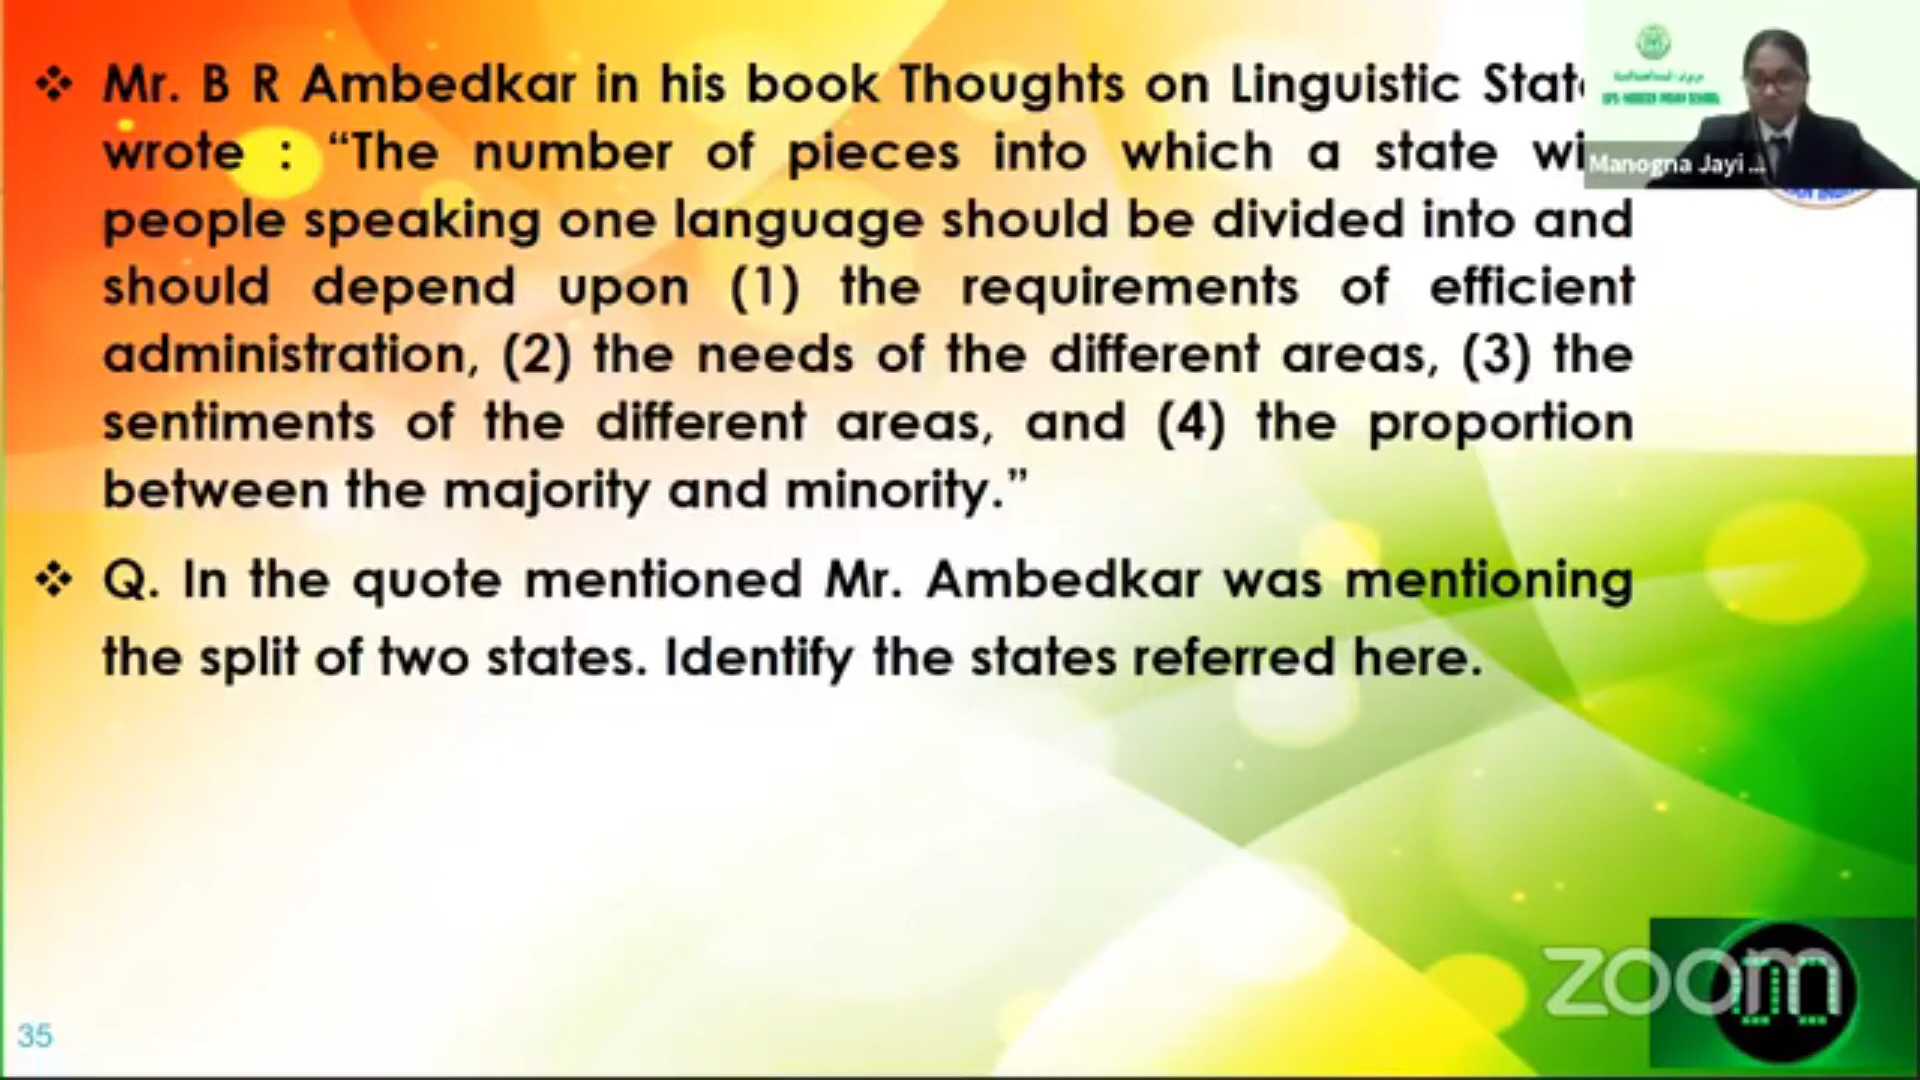 ❖ Mr. B R Ambedkar in his book Thoughts on Linguistic
wrote : “The number of pieces into which a state
people speaking one language should be divided into and
should depend upon (1) the requirements of efficient
administration, (2) the needs of the different areas, (3) the
sentiments of the different areas, and (4) the proportion
between the majority and minority.”
❖ Q. In the quote mentioned Mr. Ambedkar was mentioning
the split of two states. Identify the states referred here.
35
Manogna Jayi ...
zoom